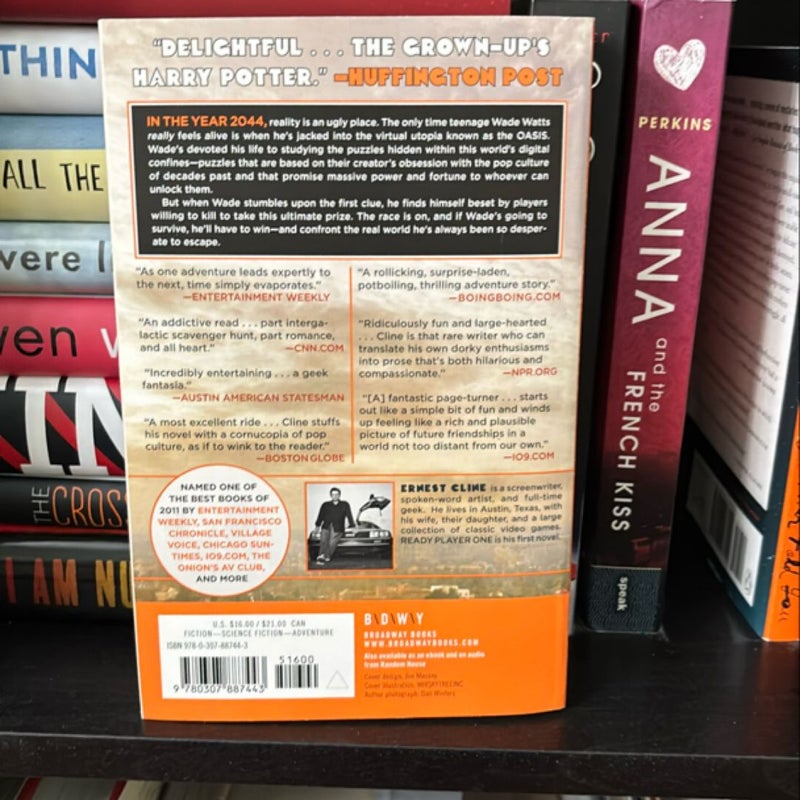 "DELIGHTFUL . . . THE GROWN-UP'S
HARRY POTTER." —HUFFINGTON POST
IN THE YEAR 2044, reality is an ugly place. The only time teenage Wade Watts
really feels alive is when he's jacked into the virtual utopia known as the OASIS.
Wade's devoted his life to studying the puzzles hidden within this world's digital
confines—puzzles that are based on their creator's obsession with the pop culture
of decades past and that promise massive power and fortune to whoever can
unlock them.
But when Wade stumbles upon the first clue, he finds himself beset by players
willing to kill to take this ultimate prize. The race is on, and if Wade's going to
survive, he'll have to win—and confront the real world he's always been so desper-
ate to escape.
"As one adventure leads expertly to
the next, time simply evaporates."
—ENTERTAINMENT WEEKLY
"An addictive read . . . part interga-
lactic scavenger hunt, part romance,
and all heart." —CNN.COM
"Incredibly entertaining . . . a geek
fantasia."
—AUSTIN AMERICAN STATESMAN
"A most excellent ride . . . Cline stuffs
his novel with a cornucopia of pop
culture, as if to wink to the reader."
—BOSTON GLOBE
"A rollicking, surprise-laden,
potboiling, thrilling adventure story."
—BOINGBOING.COM
"Ridiculously fun and large-hearted
. . . Cline is that rare writer who can
translate his own dorky enthusiasms
into prose that's both hilarious and
compassionate." —NPR.ORG
"[A] fantastic page-turner . . . starts
out like a simple bit of fun and winds
up feeling like a rich and plausible
picture of future friendships in a
world not too distant from our own."
—IO9.COM
NAMED ONE OF
THE BEST BOOKS OF
2011 BY ENTERTAINMENT
WEEKLY, SAN FRANCISCO
CHRONICLE, VILLAGE
VOICE, CHICAGO SUN-
TIMES, IO9.COM, THE
ONION'S AV CLUB,
AND MORE
ERNEST CLINE is a screenwriter,
spoken-word artist, and full-time
geek. He lives in Austin, Texas, with
his wife, their daughter, and a large
collection of classic video games.
READY PLAYER ONE is his first novel.
U.S. $16.00 / $21.00 CAN
FICTION—SCIENCE FICTION—ADVENTURE
ISBN 978-0-307-88744-3
51600
9 780307 887443
B\D\W\Y
BROADWAY BOOKS
WWW.BROADWAYBOOKS.COM
Also available as an ebook and on audio
from Random House
Cover design: Jim Massey
Cover illustration: WHISKYTREEINC
Author photograph: Dan Winters
THIN
ALL THE
were
wen
IN
THE CROSS
I AM NU
PERKINS
ANNA
and the
FRENCH KISS
speak